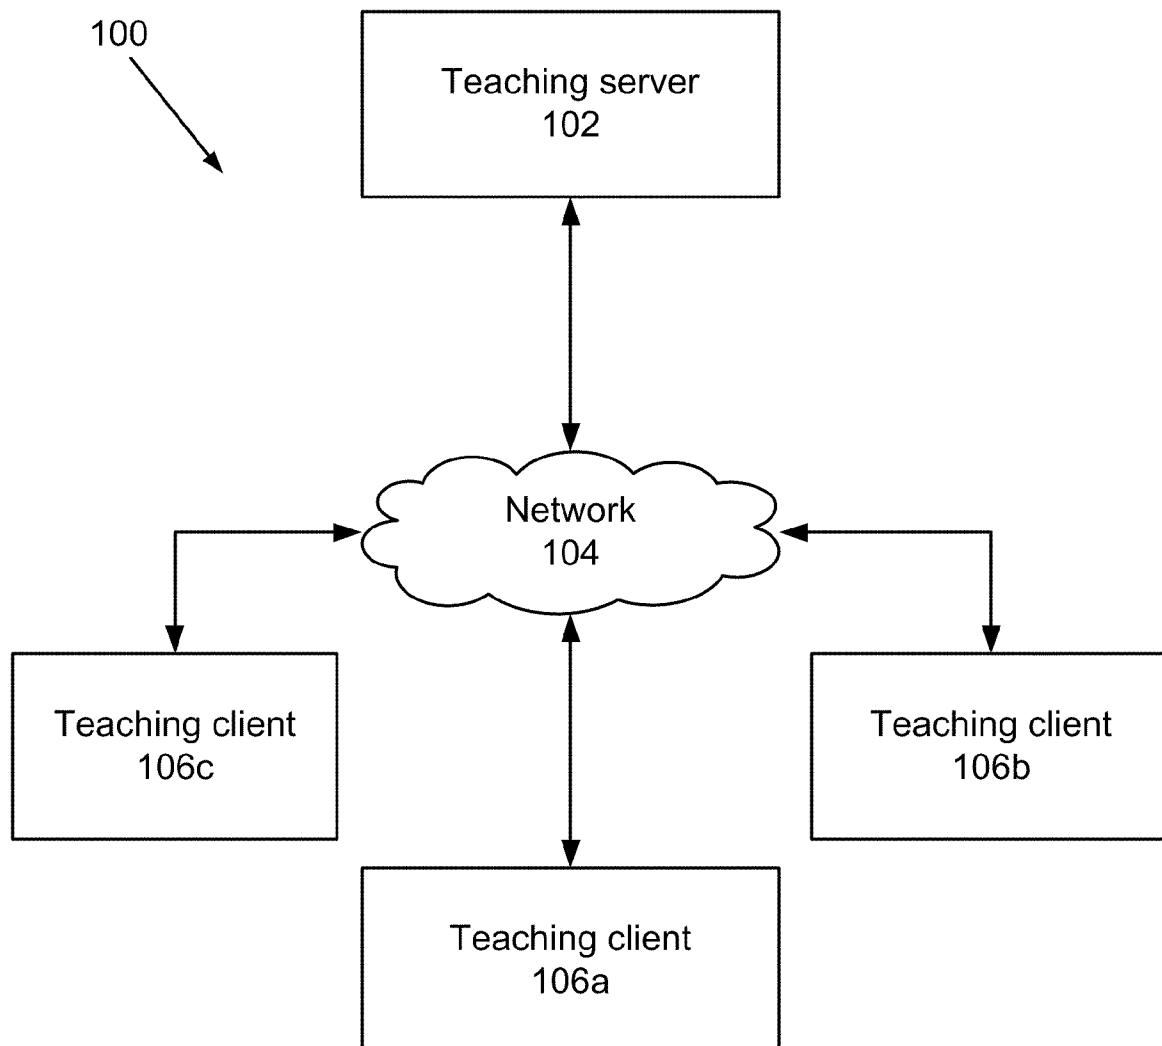 100
Teaching server
102
Network
104
Teaching client
106c
Teaching client
106b
Teaching client
106a